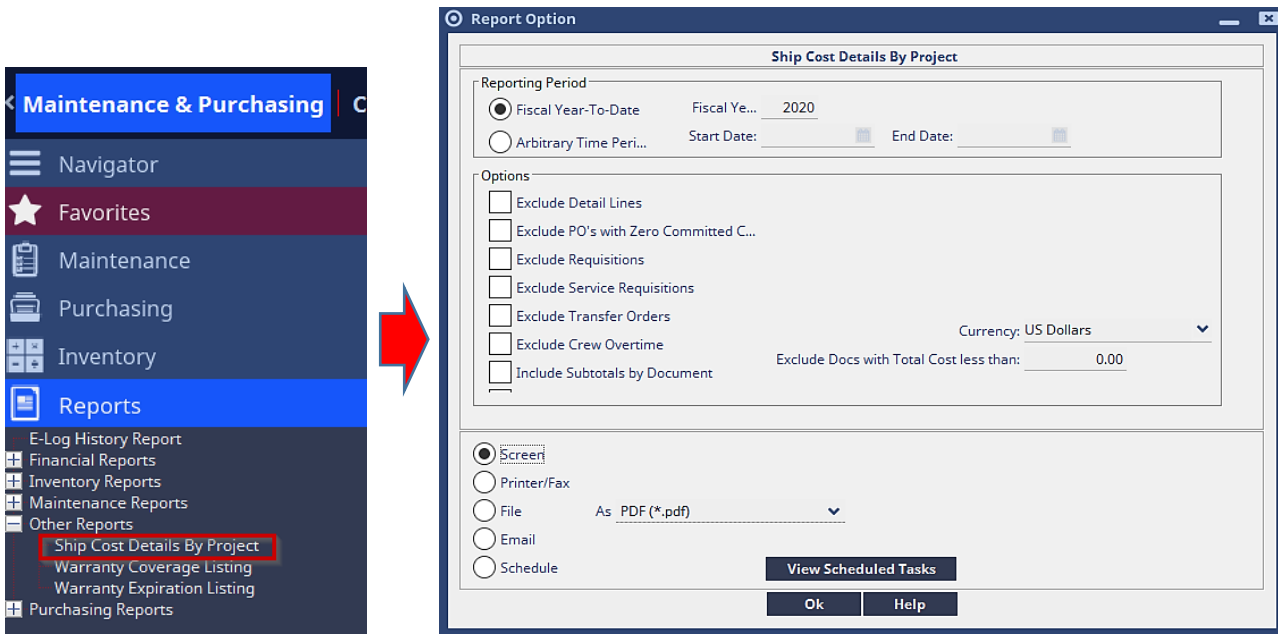 Maintenance & Purchasing C
Navigator
Favorites
Maintenance
Purchasing
Inventory
Reports
E-Log History Report
Financial Reports
Inventory Reports
Maintenance Reports
Other Reports
Ship Cost Details By Project
Warranty Coverage Listing
Warranty Expiration Listing
Purchasing Reports
Report Option
Ship Cost Details By Project
Reporting Period
Fiscal Year-To-Date Fiscal Ye... 2020
Arbitrary Time Peri... Start Date: End Date:
Options
Exclude Detail Lines
Exclude PO's with Zero Committed C...
Exclude Requisitions
Exclude Service Requisitions
Exclude Transfer Orders
Currency: US Dollars
Exclude Crew Overtime
Exclude Docs with Total Cost less than: 0.00
Include Subtotals by Document
Screen
Printer/Fax
File As PDF (*.pdf)
Email
Schedule
View Scheduled Tasks
Ok Help